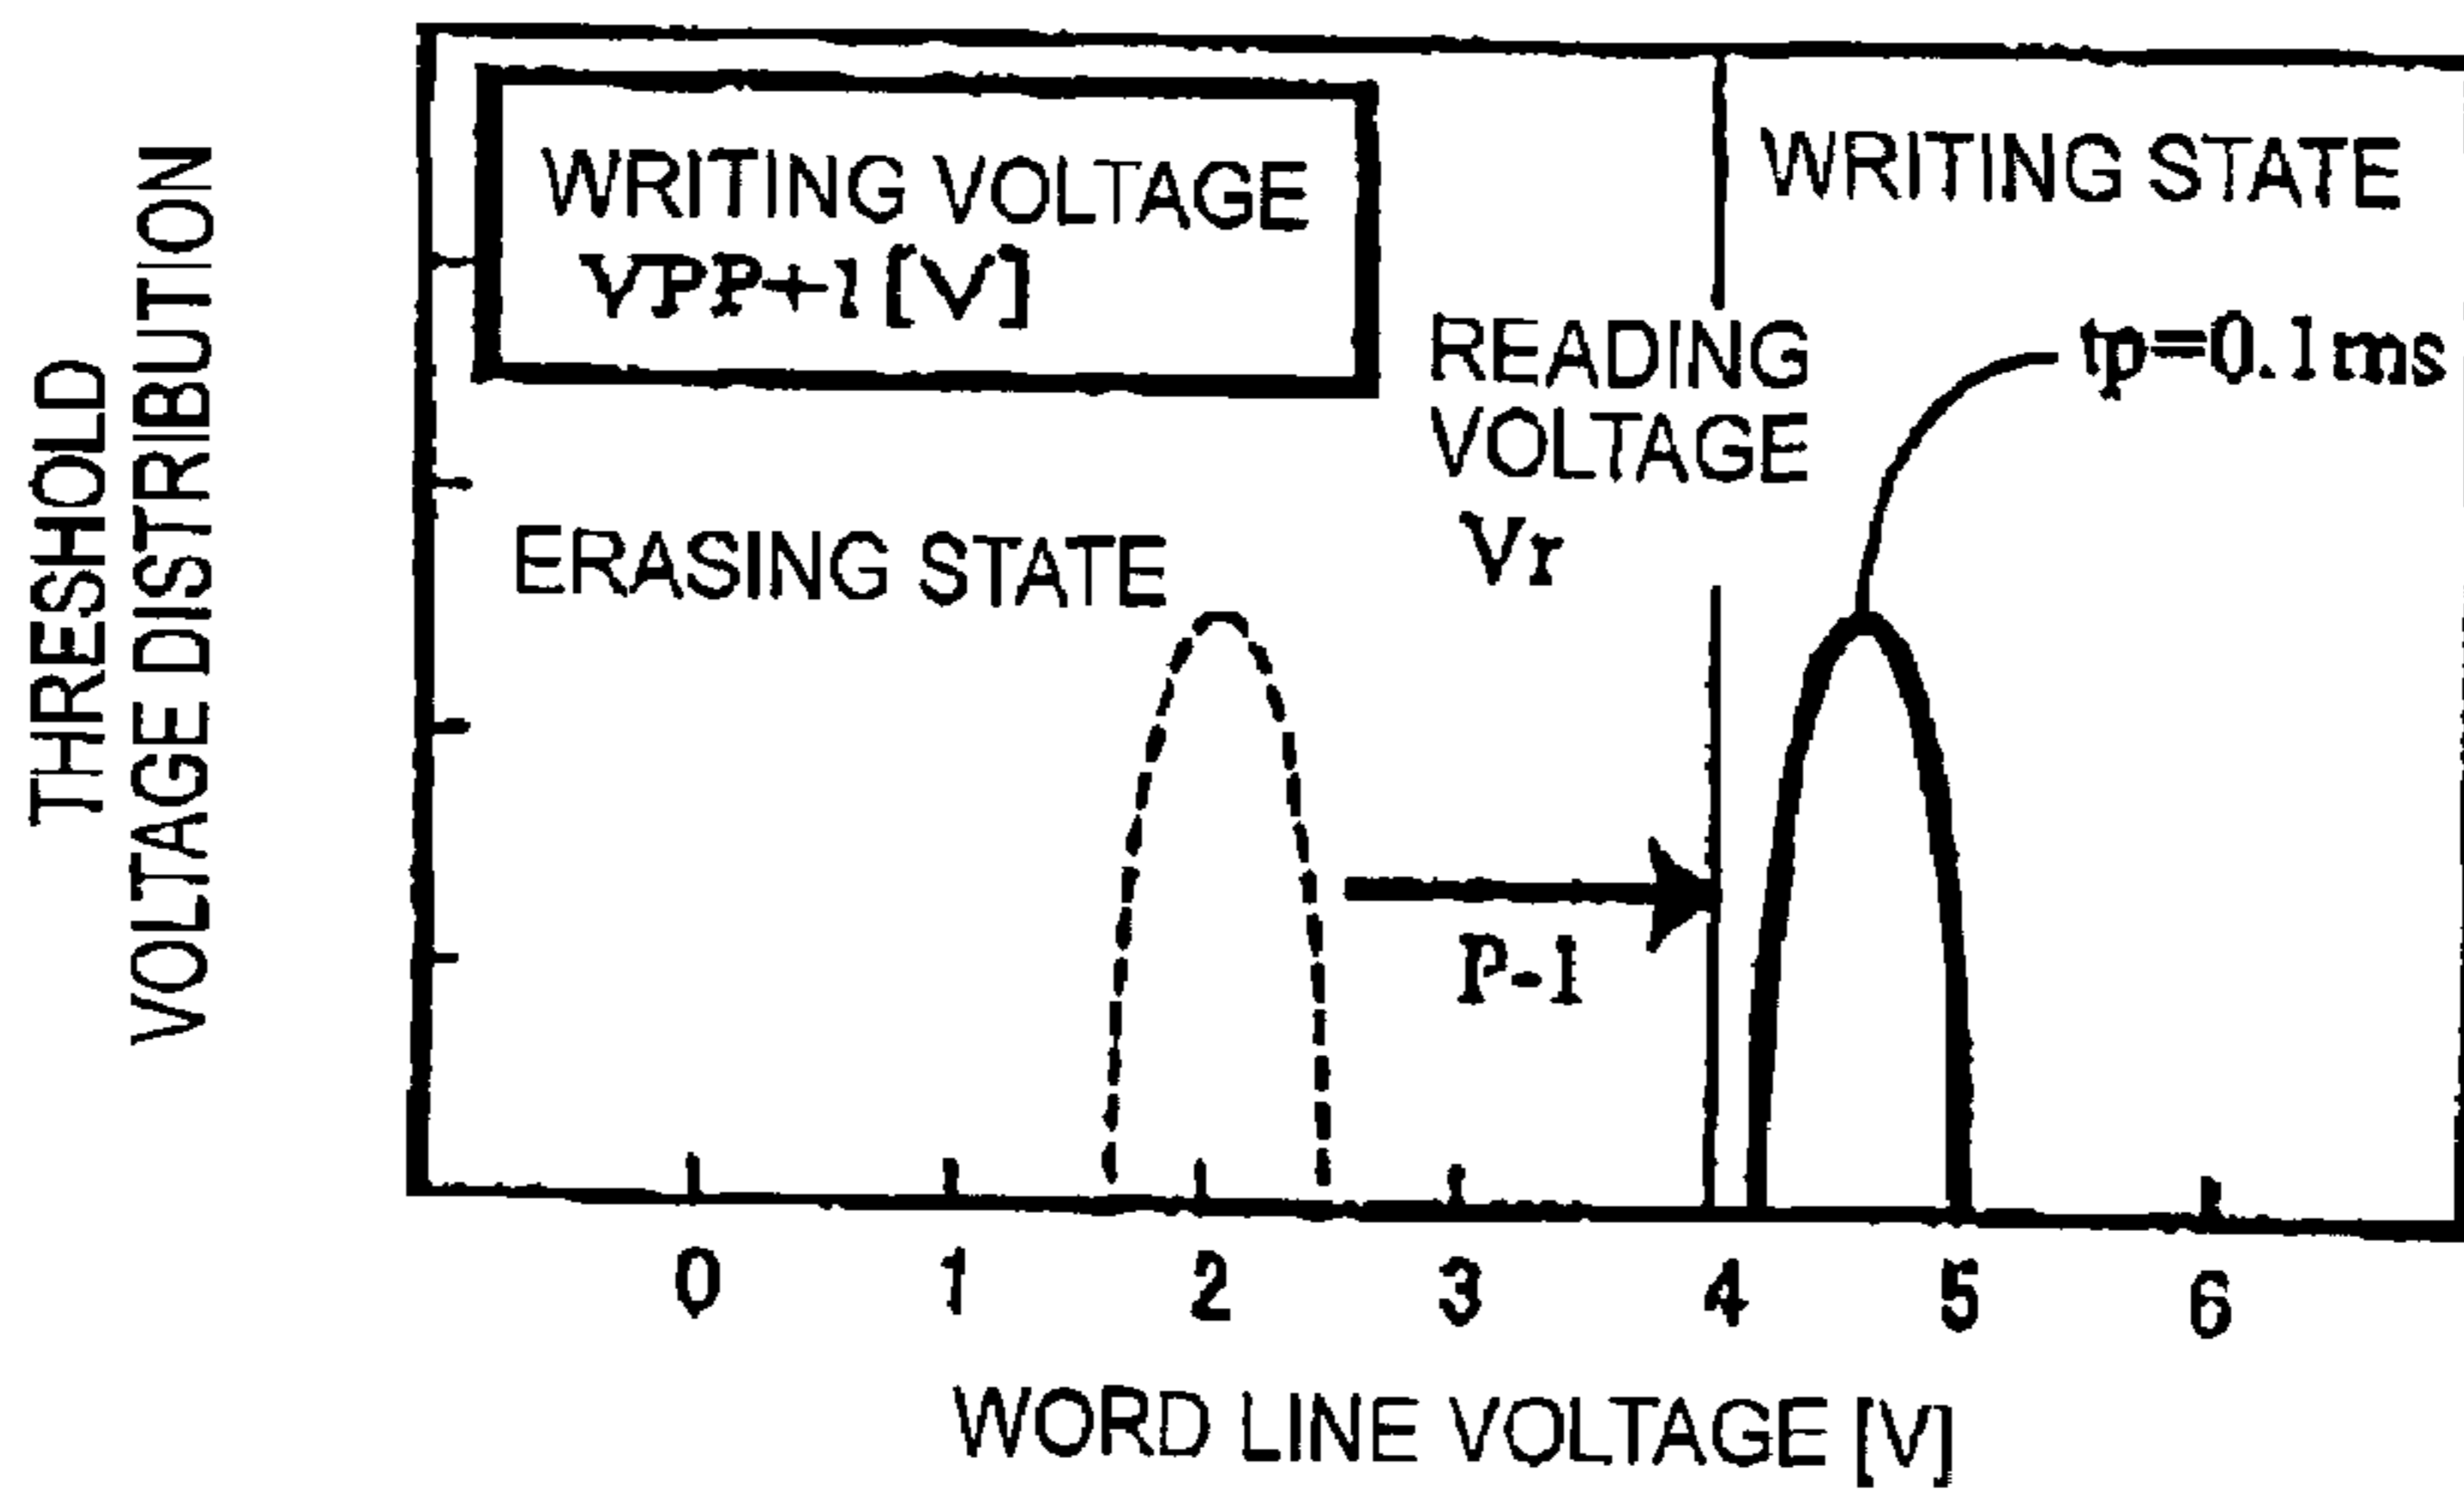 THRESHOLD
VOLTAGE DISTRIBUTION
WRITING VOLTAGE
VPP+1 [V]
WRITING STATE
READING
VOLTAGE
Vr
tp=0.1ms
ERASING STATE
P-1
0 1 2 3 4 5 6
WORD LINE VOLTAGE [V]